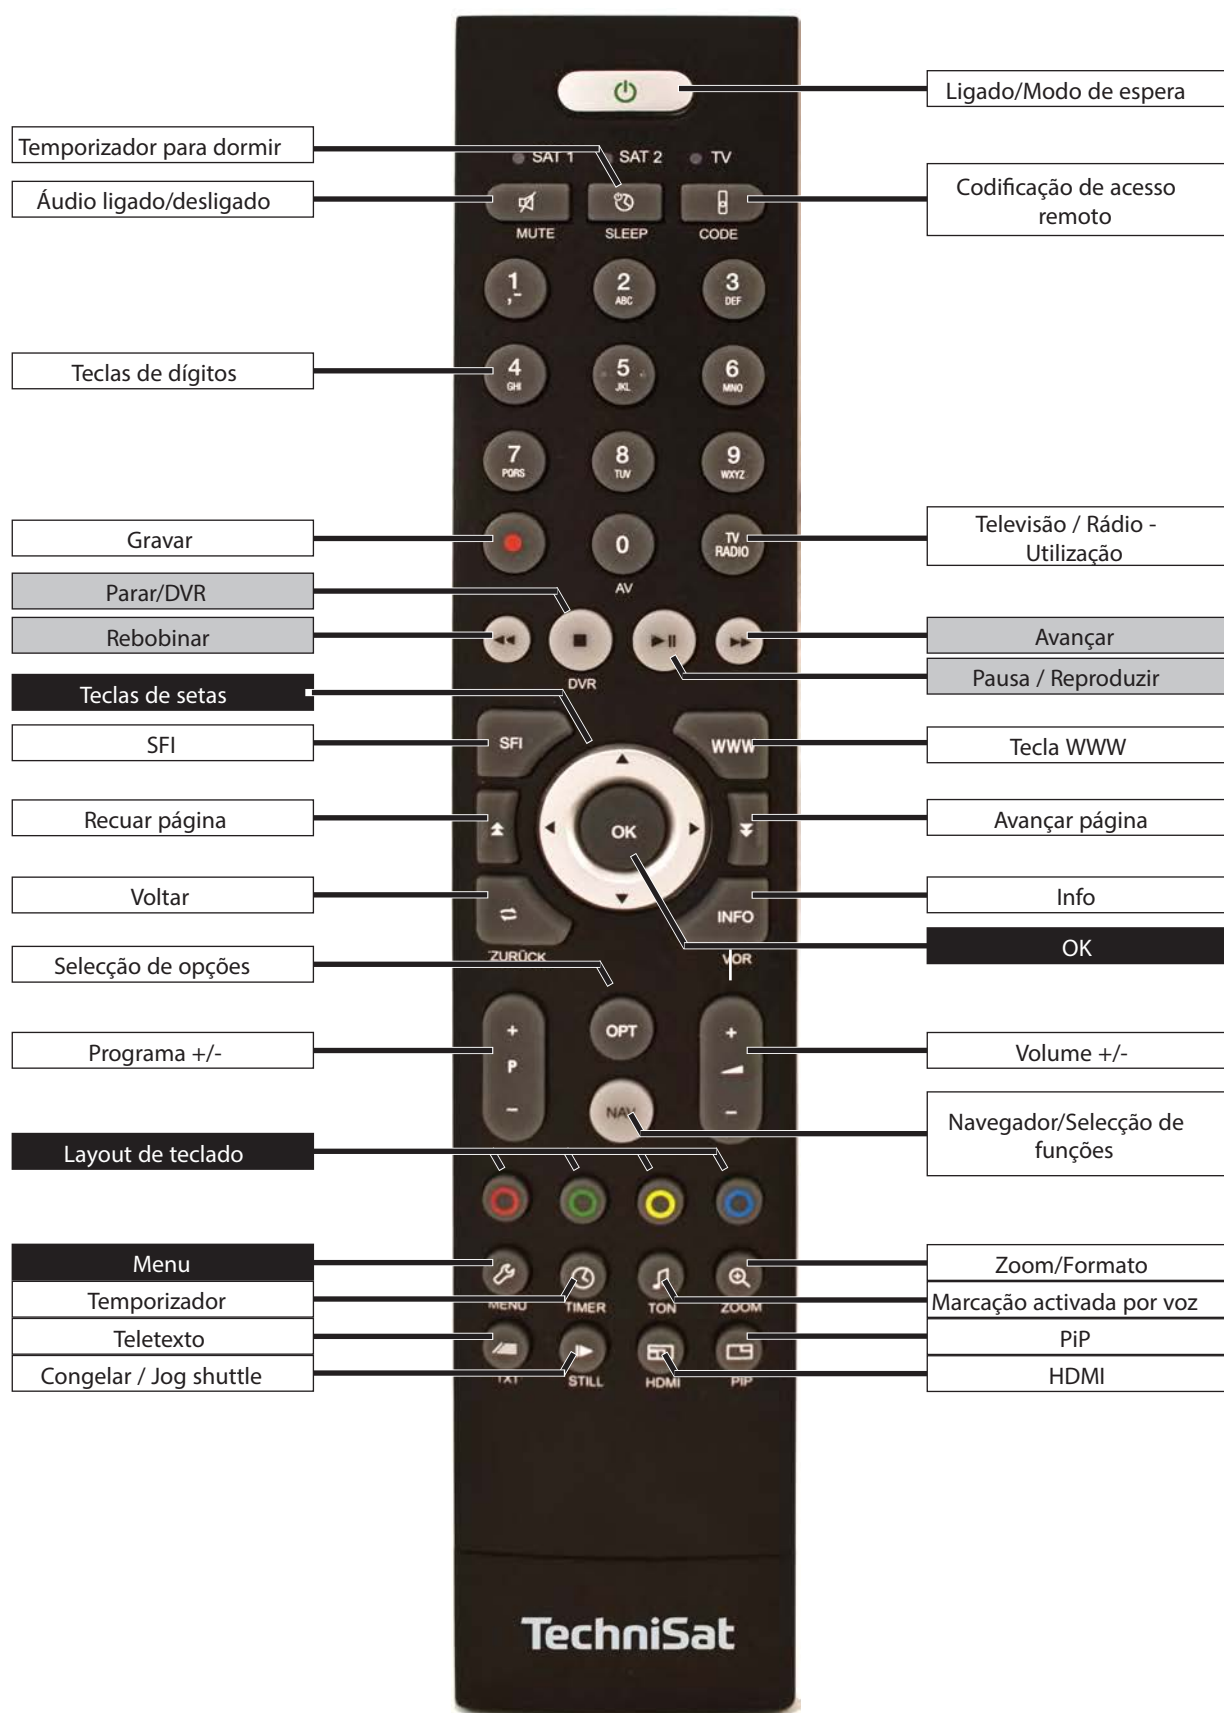 Ligado/Modo de espera
Temporizador para dormir
SAT 1 SAT 2 TV
Áudio ligado/desligado
Codificação de acesso
remoto
MUTE SLEEP CODE
1 2 3
,- ABC DEF
Teclas de dígitos
4 5 6
GHI JKL MNO
7 8 9
PQRS TUV WXYZ
Gravar
0
TV
RADIO
Televisão / Rádio -
Utilização
AV
Parar/DVR
Rebobinar
Avançar
Pausa / Reproduzir
DVR
Teclas de setas
SFI
SFI
WWW
Tecla WWW
Recuar página
OK
Avançar página
Voltar
INFO
Info
OK
ZURÜCK
VOR
Selecção de opções
OPT
Programa +/-
+
P
-
+
-
Volume +/-
NAV
Navegador/Selecção de
funções
Layout de teclado
Menu
Zoom/Formato
MENU TIMER TON ZOOM
Temporizador
Marcação activada por voz
Teletexto
PiP
Congelar / Jog shuttle
HDMI
TXT STILL HDMI PIP
TechniSat